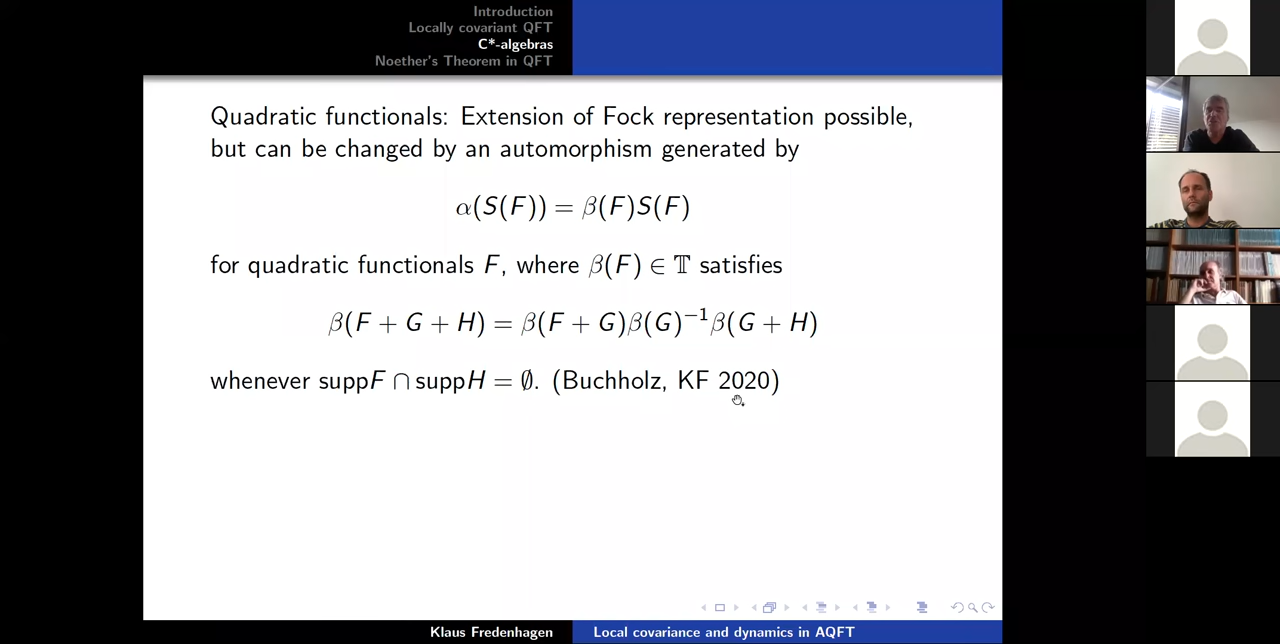 Introduction
Locally covariant QFT
C*-algebras
Noether's Theorem in QFT
Quadratic functionals: Extension of Fock representation possible,
but can be changed by an automorphism generated by
α(S(F)) = β(F)S(F)
for quadratic functionals F, where β(F) ∈ 𝕋 satisfies
β(F + G + H) = β(F + G)β(G)⁻¹β(G + H)
whenever suppF ∩ suppH = ∅. (Buchholz, KF 2020)
Klaus Fredenhagen
Local covariance and dynamics in AQFT